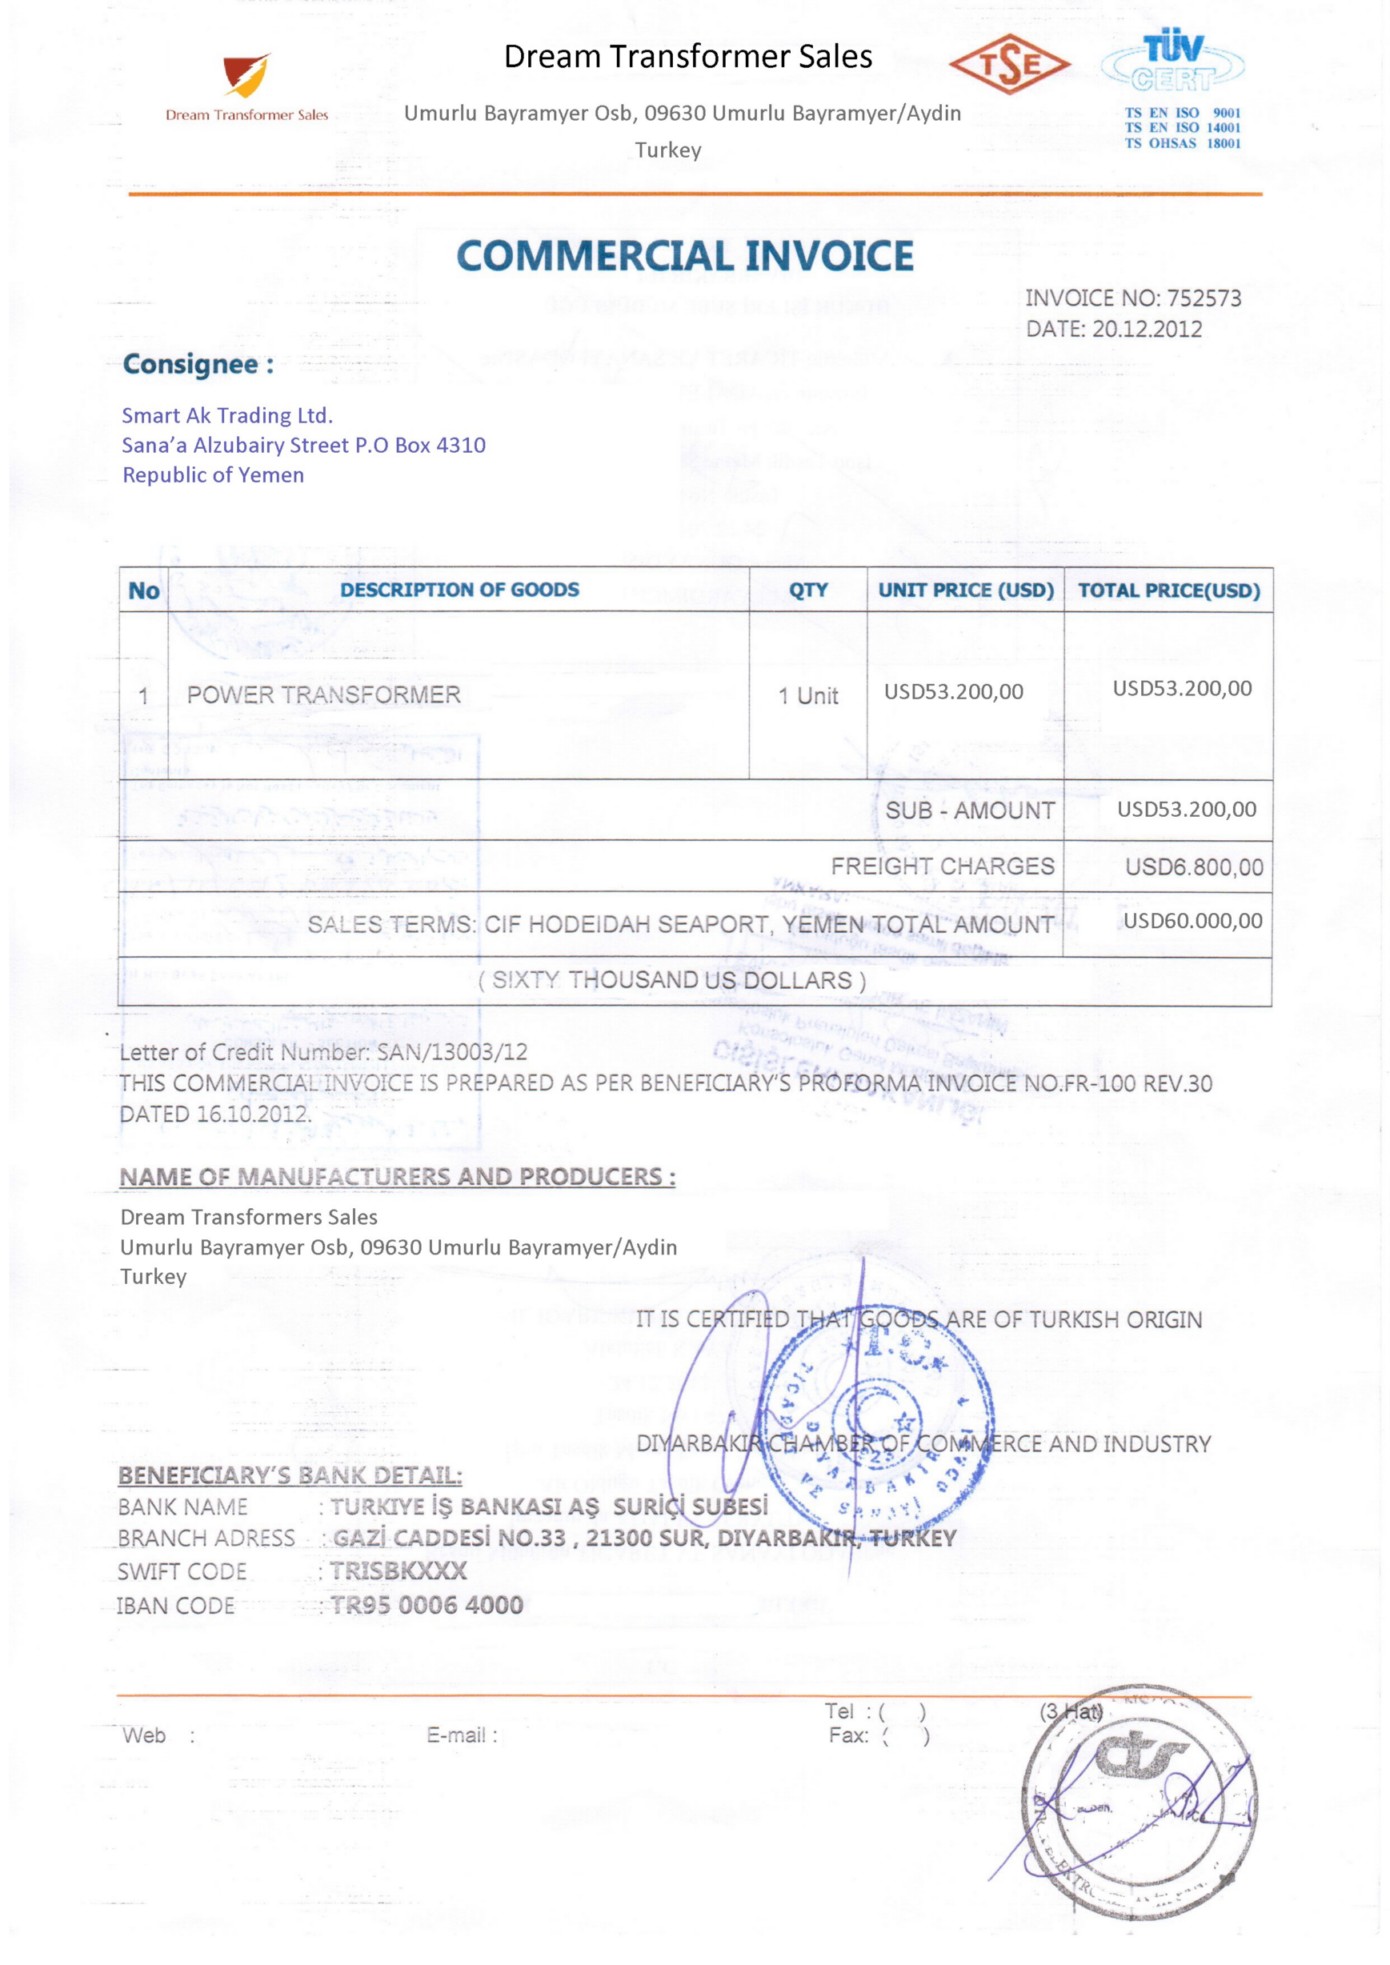 Dream Transformer Sales
Dream Transformer Sales
Umurlu Bayramyer Osb, 09630 Umurlu Bayramyer/Aydin
Turkey
TSE
TÜV
CERT
TS EN ISO 9001
TS EN ISO 14001
TS OHSAS 18001
COMMERCIAL INVOICE
INVOICE NO: 752573
DATE: 20.12.2012
Consignee :
Smart Ak Trading Ltd.
Sana’a Alzubairy Street P.O Box 4310
Republic of Yemen
No DESCRIPTION OF GOODS QTY UNIT PRICE (USD) TOTAL PRICE(USD)
1 POWER TRANSFORMER 1 Unit USD53.200,00 USD53.200,00
SUB - AMOUNT USD53.200,00
FREIGHT CHARGES USD6.800,00
SALES TERMS: CIF HODEIDAH SEAPORT, YEMEN TOTAL AMOUNT USD60.000,00
( SIXTY THOUSAND US DOLLARS )
Letter of Credit Number: SAN/13003/12
THIS COMMERCIAL INVOICE IS PREPARED AS PER BENEFICIARY’S PROFORMA INVOICE NO.FR-100 REV.30
DATED 16.10.2012.
NAME OF MANUFACTURERS AND PRODUCERS :
Dream Transformers Sales
Umurlu Bayramyer Osb, 09630 Umurlu Bayramyer/Aydin
Turkey
IT IS CERTIFIED THAT GOODS ARE OF TURKISH ORIGIN
T.C.
DIYARBAKIR CHAMBER OF COMMERCE AND INDUSTRY
BENEFICIARY’S BANK DETAIL:
BANK NAME : TURKIYE İŞ BANKASI AŞ SURİÇİ SUBESİ
BRANCH ADRESS : GAZİ CADDESİ NO.33 , 21300 SUR, DIYARBAKIR, TURKEY
SWIFT CODE : TRISBKXXX
IBAN CODE : TR95 0006 4000
Tel : ( ) (3 Hat)
Web : E-mail : Fax: ( )
cts